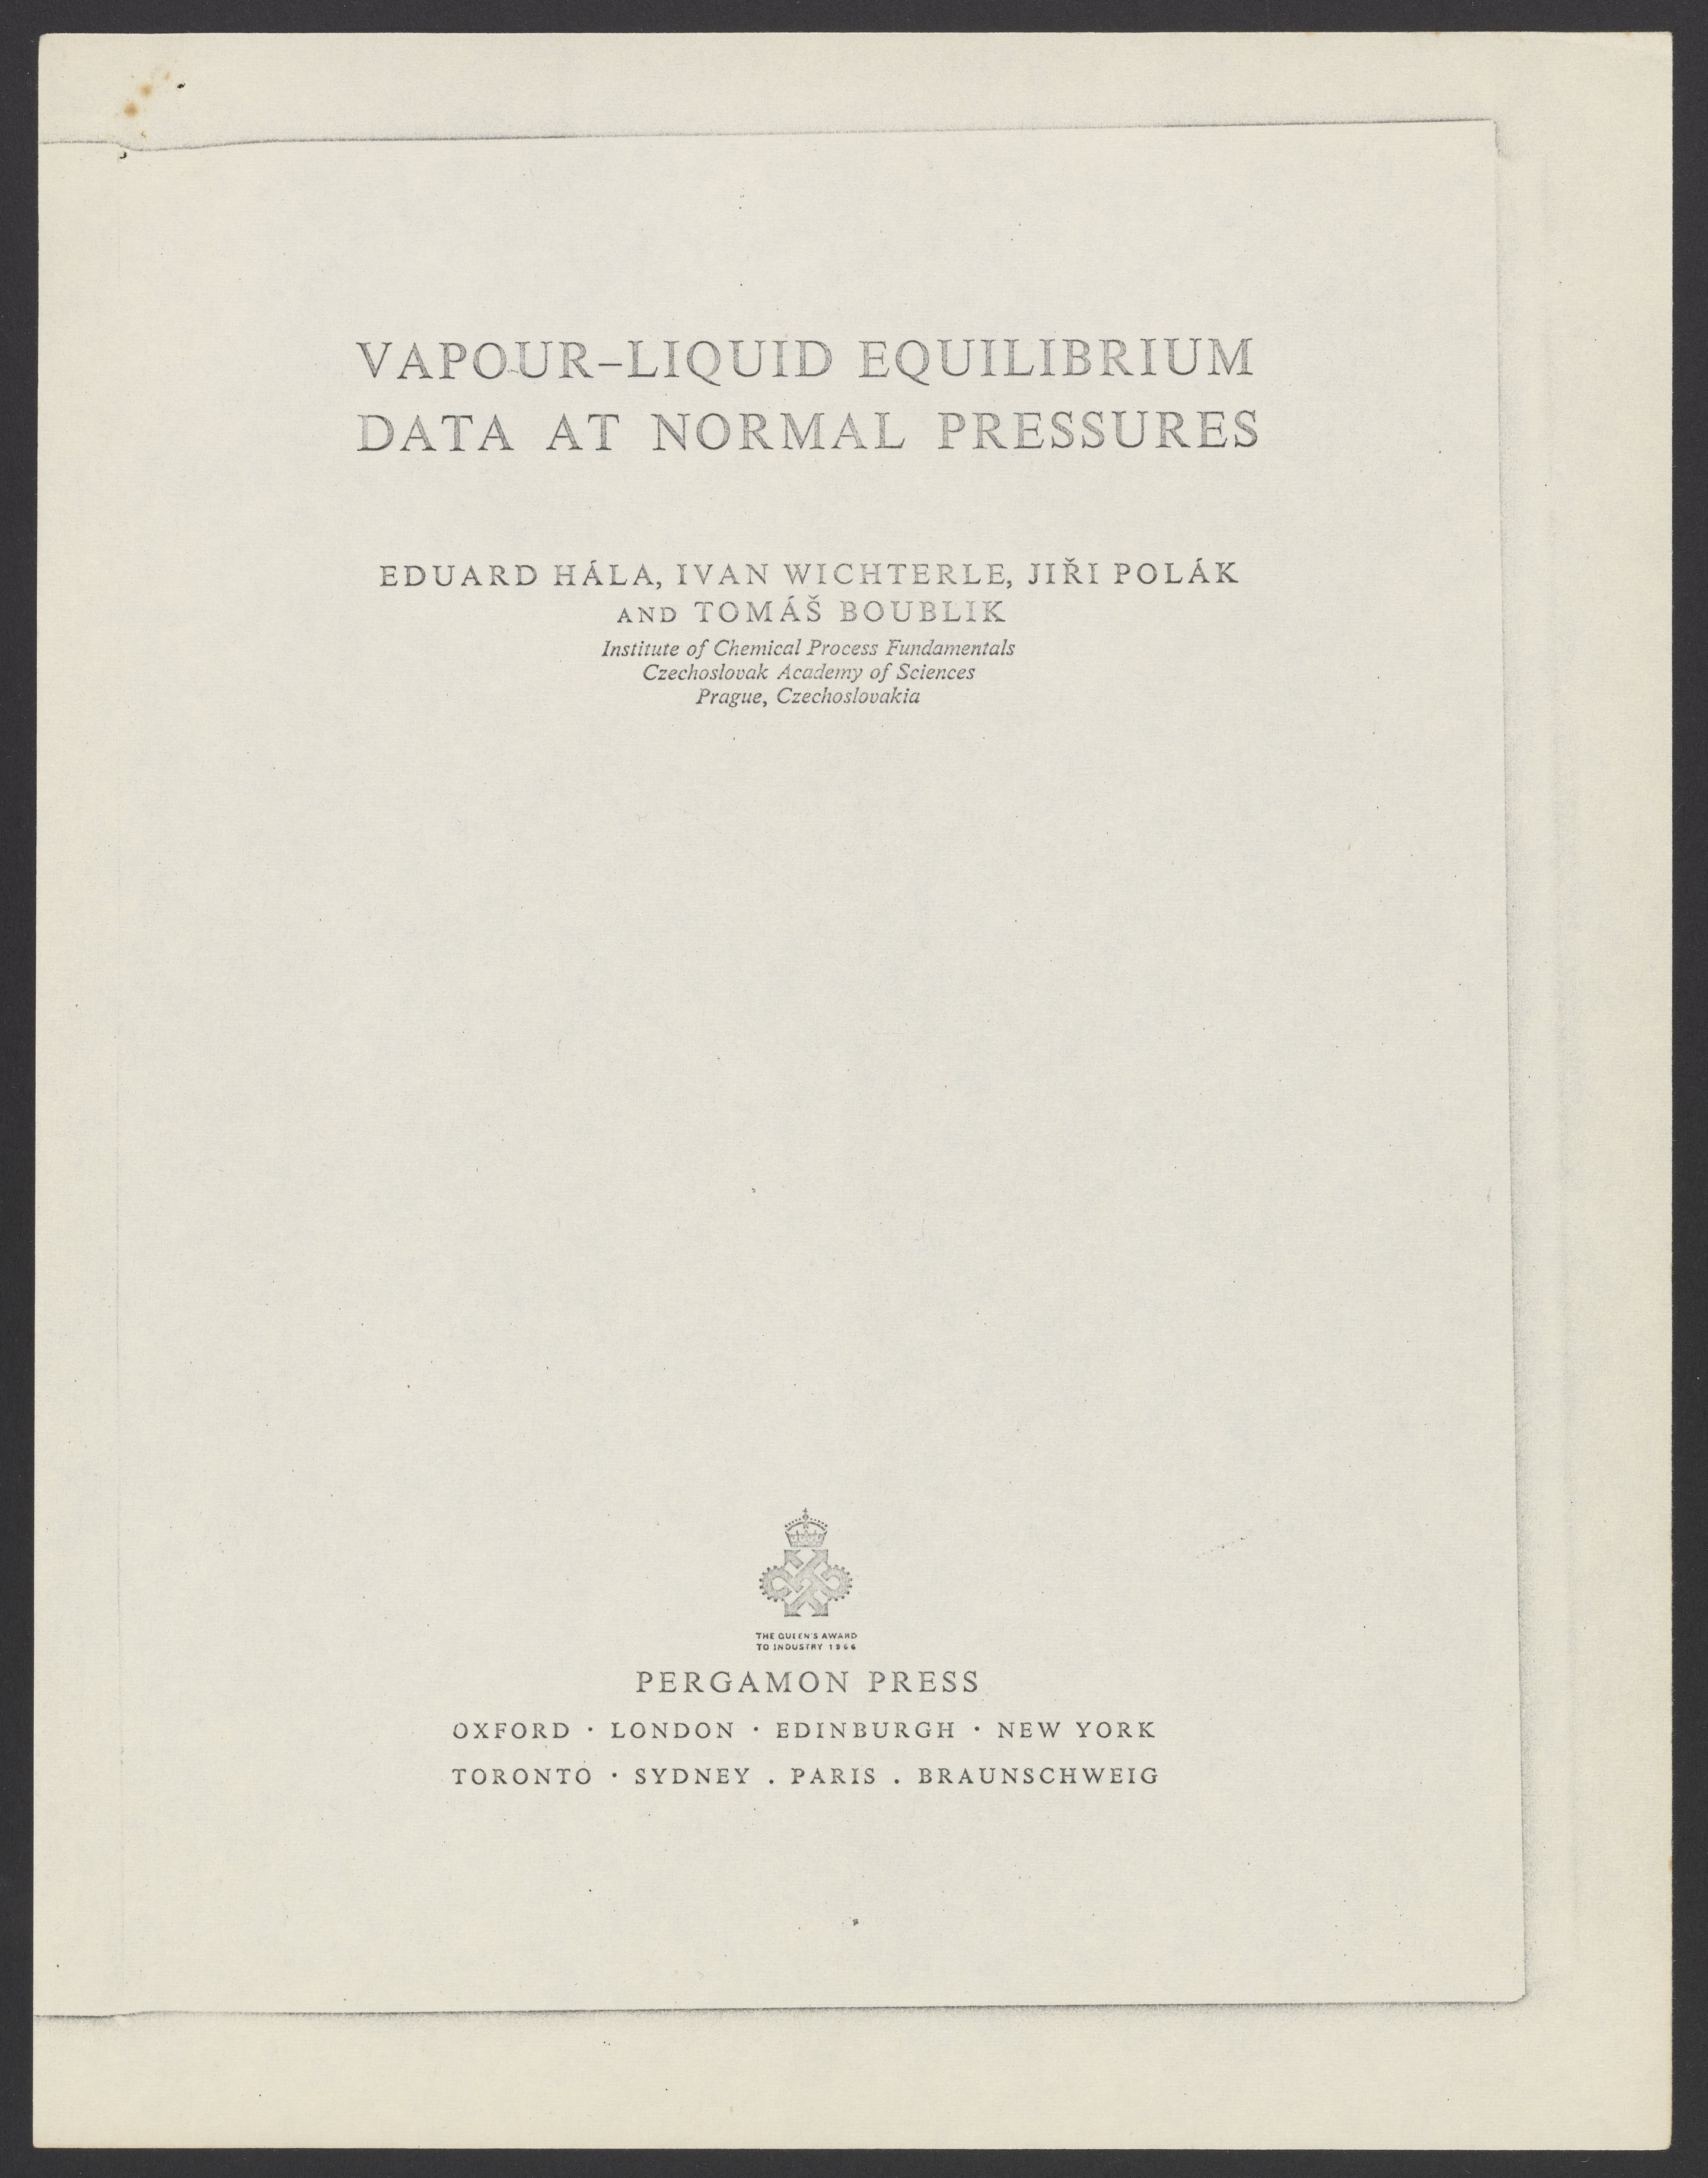 VAPOUR–LIQUID EQUILIBRIUM
DATA AT NORMAL PRESSURES
EDUARD HÁLA, IVAN WICHTERLE, JIŘI POLÁK
AND TOMÁŠ BOUBLIK
Institute of Chemical Process Fundamentals
Czechoslovak Academy of Sciences
Prague, Czechoslovakia
THE QUEEN'S AWARD
TO INDUSTRY 1966
PERGAMON PRESS
OXFORD · LONDON · EDINBURGH · NEW YORK
TORONTO · SYDNEY . PARIS . BRAUNSCHWEIG